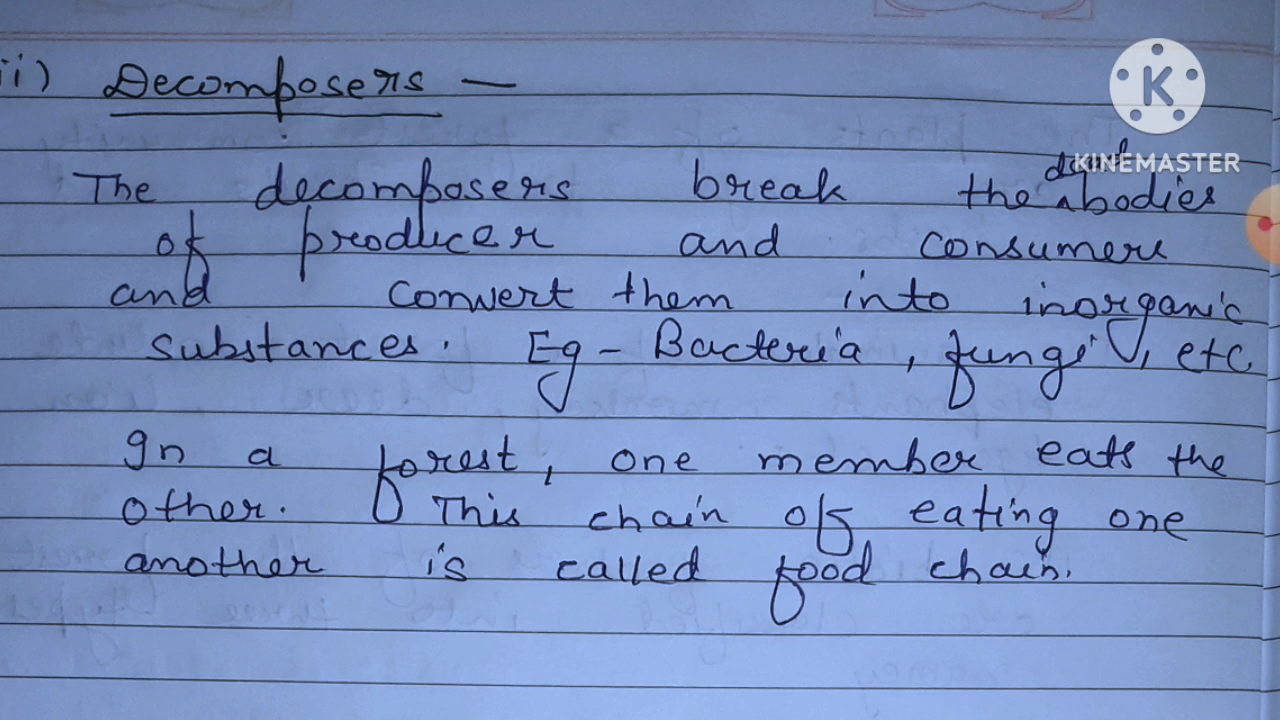 ii) Decomposers —
The decomposers break the dead bodies
of producer and consumers
and convert them into inorganic
substances. Eg - Bacteria, fungi, etc
In a forest, one member eats the
other. This chain of eating one
another is called food chain.
K
KINEMASTER